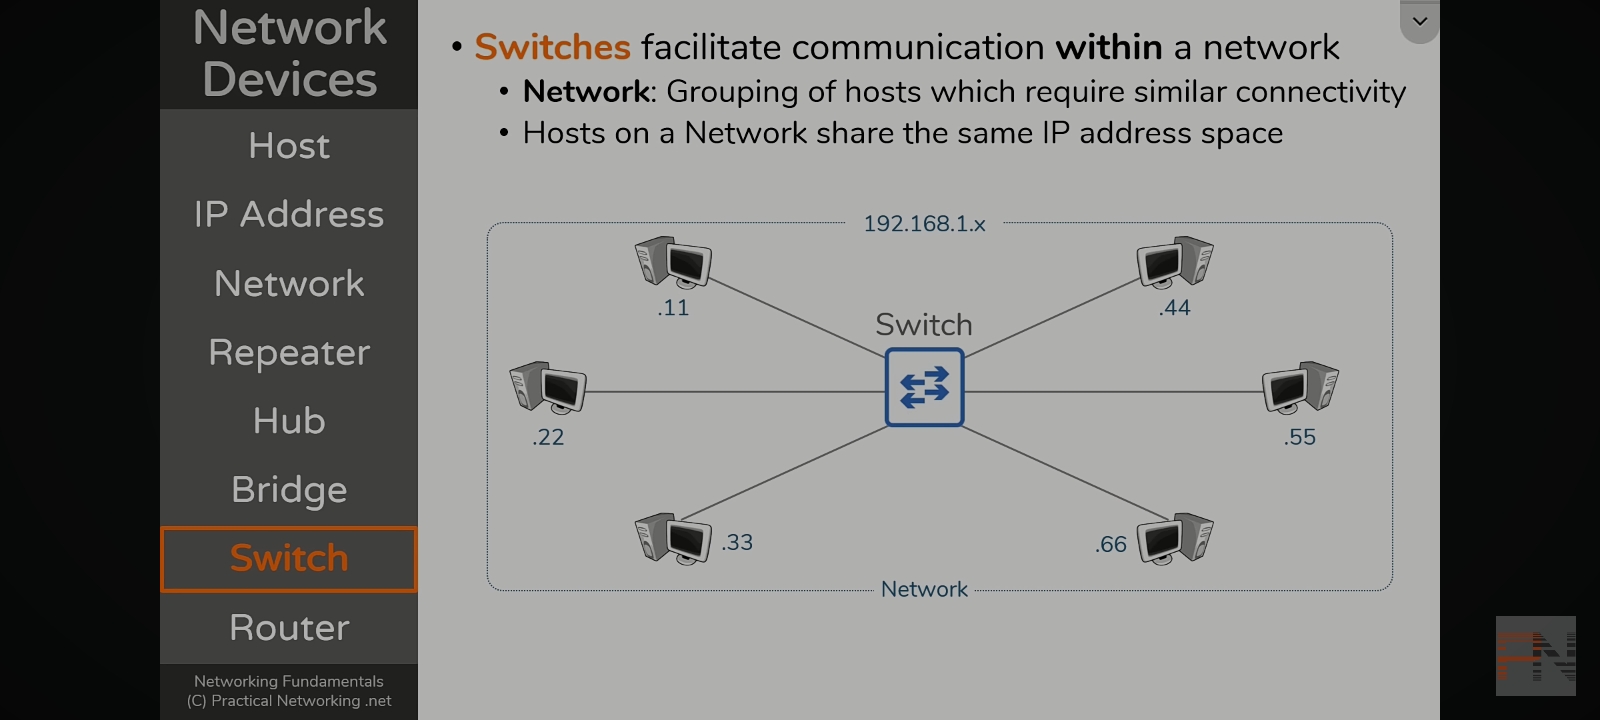 Network
Devices
Host
IP Address
Network
Repeater
Hub
Bridge
Switch
Router
Networking Fundamentals
(C) Practical Networking .net
• Switches facilitate communication within a network
• Network: Grouping of hosts which require similar connectivity
• Hosts on a Network share the same IP address space
192.168.1.x
.11
.44
Switch
.22
.55
.33
.66
Network
PN